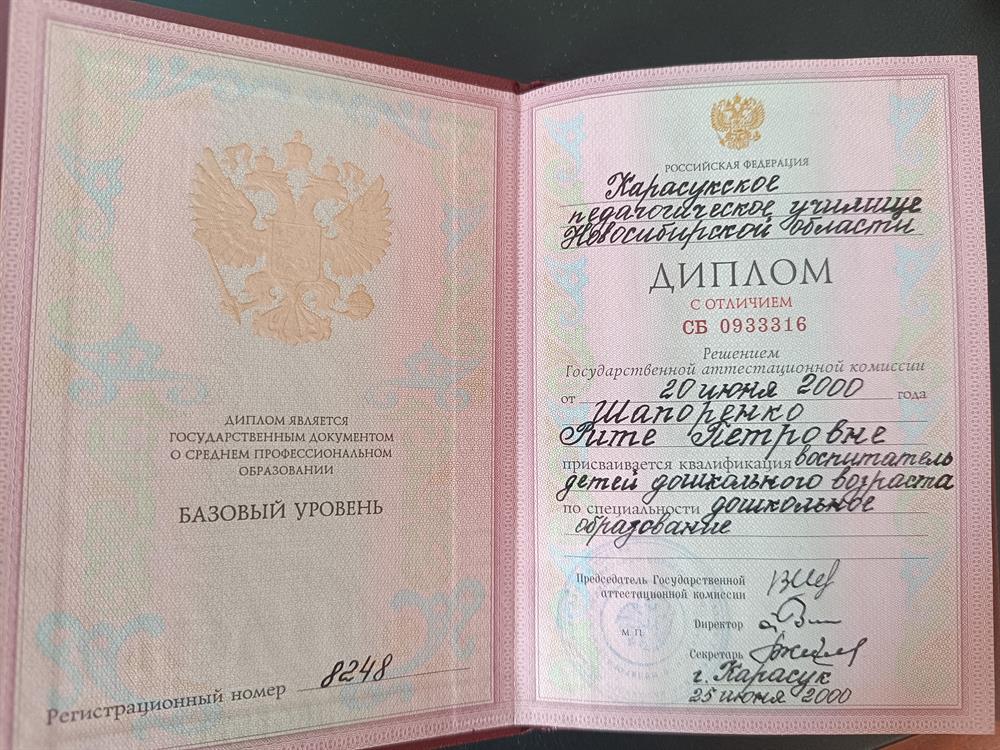 ДИПЛОМ ЯВЛЯЕТСЯ
ГОСУДАРСТВЕННЫМ ДОКУМЕНТОМ
О СРЕДНЕМ ПРОФЕССИОНАЛЬНОМ
ОБРАЗОВАНИИ
БАЗОВЫЙ УРОВЕНЬ
Регистрационный номер 8248
РОССИЙСКАЯ ФЕДЕРАЦИЯ
Карасукское
педагогическое училище
Новосибирской области
ДИПЛОМ
С ОТЛИЧИЕМ
СБ 0933316
Решением
Государственной аттестационной комиссии
от 20 июня 2000 года
Шапоренко
Рите Петровне
присваивается квалификация воспитатель
детей дошкольного возраста
по специальности дошкольное
образование
Председатель Государственной
аттестационной комиссии
Директор
М. П.
Секретарь
г. Карасук
25 июня 2000